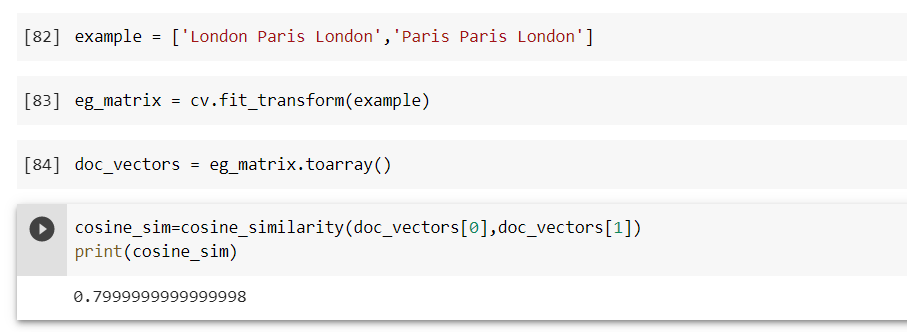 [82] example = ['London Paris London','Paris Paris London']
[83] eg_matrix = cv.fit_transform(example)
[84] doc_vectors = eg_matrix.toarray()
cosine_sim=cosine_similarity(doc_vectors[0],doc_vectors[1])
print(cosine_sim)
0.7999999999999998